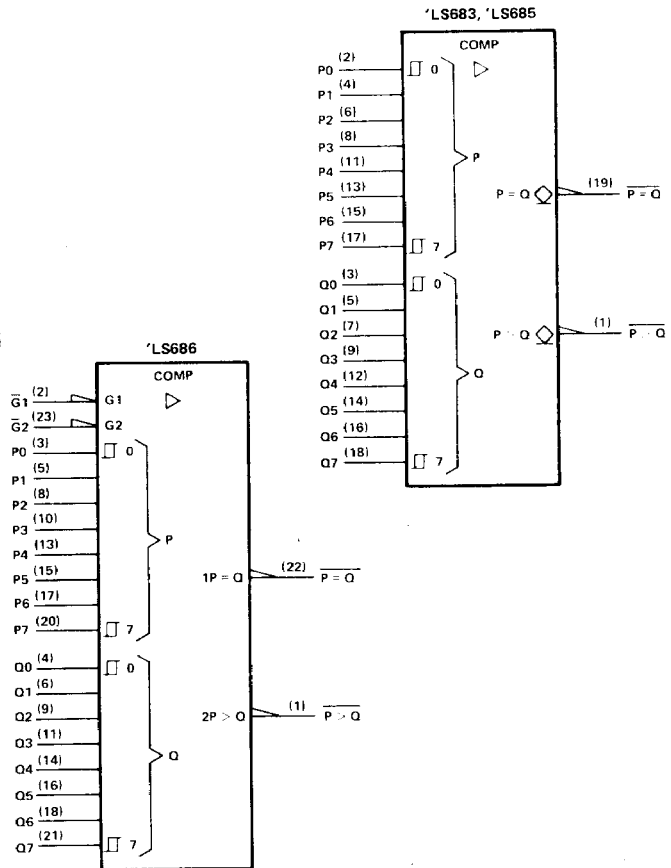 'LS683, 'LS685
COMP
P0 (2) 0
P1 (4)
P2 (6)
P3 (8)
P4 (11)
P5 (13)
P6 (15)
P7 (17) 7
P
P = Q (19) P = Q
Q0 (3) 0
Q1 (5)
Q2 (7)
Q3 (9)
Q4 (12)
Q5 (14)
Q6 (16)
Q7 (18) 7
Q
P > Q (1) P > Q
'LS686
COMP
G1 (2) G1
G2 (23) G2
P0 (3) 0
P1 (5)
P2 (8)
P3 (10)
P4 (13)
P5 (15)
P6 (17)
P7 (20) 7
P
1P = Q (22) P = Q
Q0 (4) 0
Q1 (6)
Q2 (9)
Q3 (11)
Q4 (14)
Q5 (16)
Q6 (18)
Q7 (21) 7
Q
2P > Q (1) P > Q